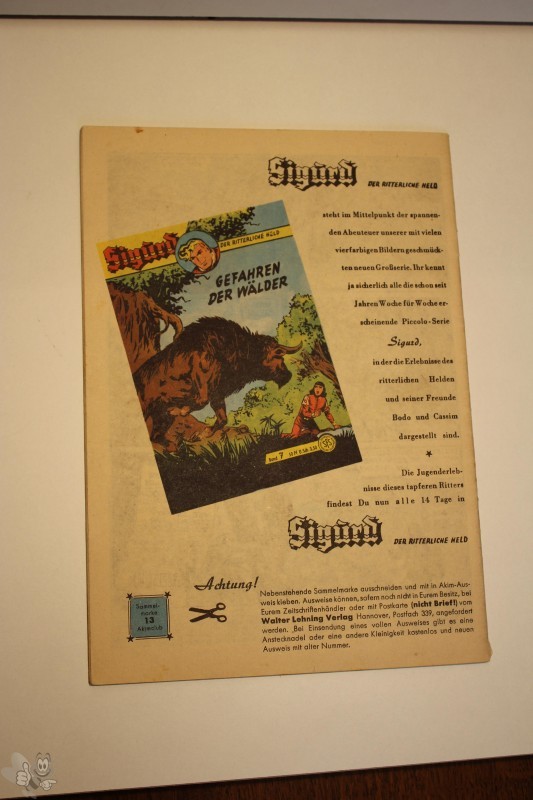 Sigurd DER RITTERLICHE HELD
steht im Mittelpunkt der spannen-
den Abenteuer unserer mit vielen
vierfarbigen Bildern geschmück-
ten neuen Großserie. Ihr kennt
ja sicherlich alle die schon seit
Jahren Woche für Woche er-
scheinende Piccolo-Serie
Sigurd,
in der die Erlebnisse des
ritterlichen Helden
und seiner Freunde
Bodo und Cassim
dargestellt sind.
Die Jugenderleb-
nisse dieses tapferen Ritters
findest Du nun alle 14 Tage in
Sigurd DER RITTERLICHE HELD
Sigurd DER RITTERLICHE HELD
GEFAHREN
DER WÄLDER
Band 7
Achtung!
Sammel-
marke
13
Akimclub
Nebenstehende Sammelmarke ausschneiden und mit in Akim-Aus-
weis kleben. Ausweise können, sofern noch nicht in Eurem Besitz, bei
Eurem Zeitschriftenhändler oder mit Postkarte (nicht Brief!) vom
Walter Lehning Verlag Hannover, Postfach 339, angefordert
werden. Bei Einsendung eines vollen Ausweises gibt es eine
Anstecknadel oder eine andere Kleinigkeit kostenlos und neuen
Ausweis mit alter Nummer.